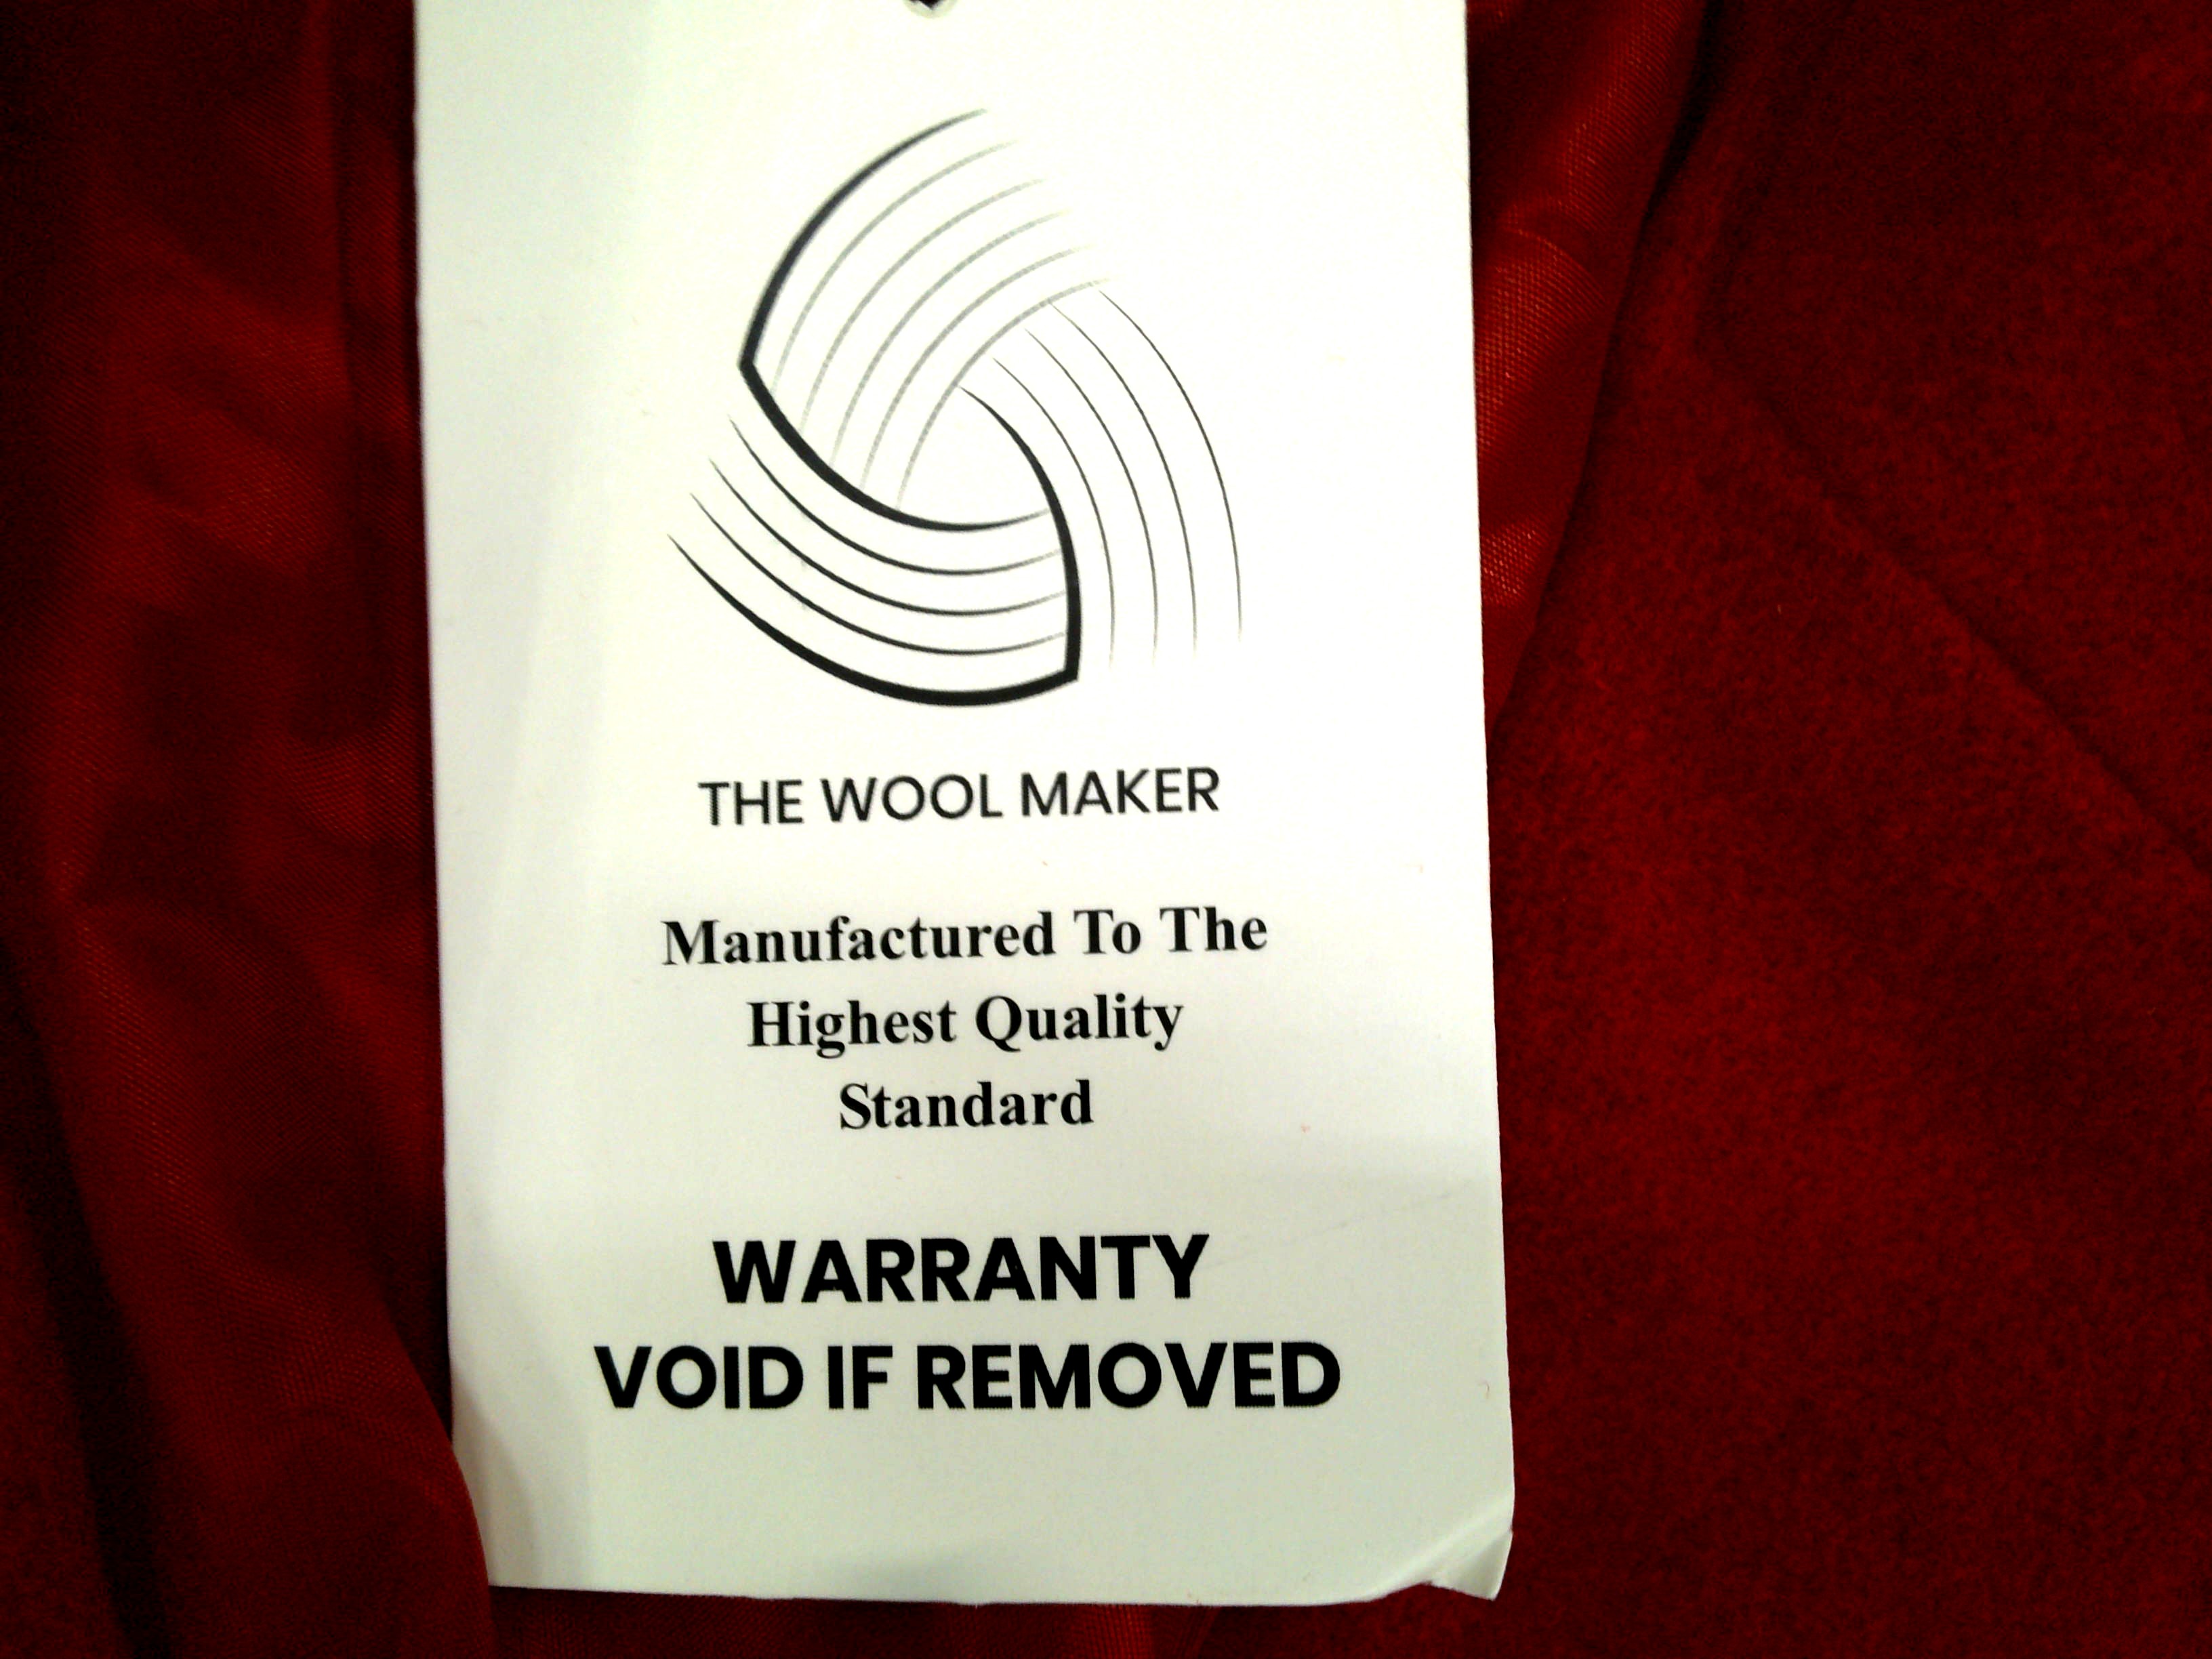 THE WOOL MAKER
Manufactured To The
Highest Quality
Standard
WARRANTY
VOID IF REMOVED